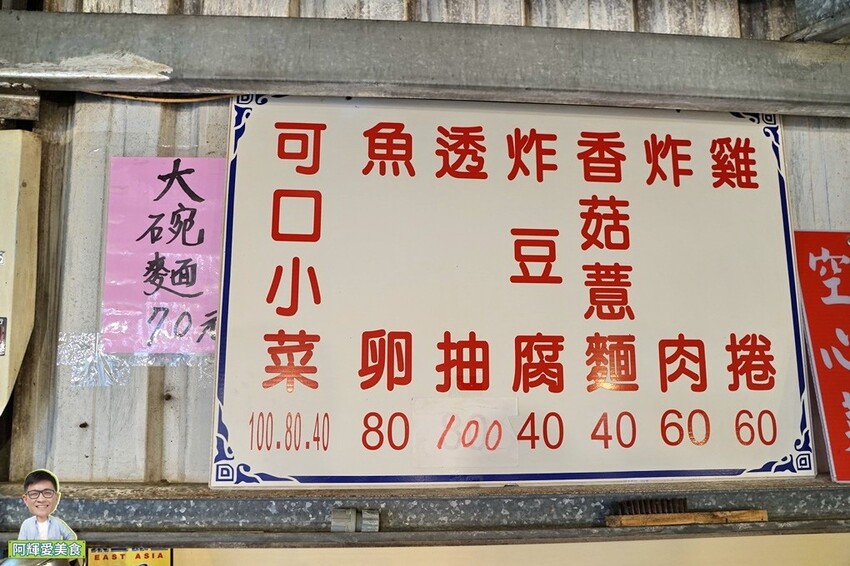 空心
雞捲 60
炸肉 60
香菇薏麵 40
炸豆腐 40
透抽 100
魚卵 80
可口小菜 100.80.40
大碗麵
70元
阿輝愛美食
EAST ASIA